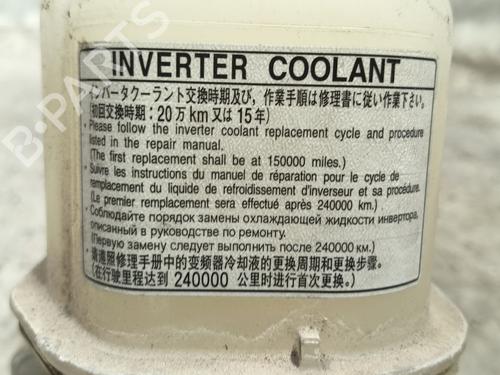 INVERTER COOLANT
インバータクーラント交換時期及び，作業手順は修理書に従い作業下さい。
(初回交換時期：20万km又は15年)
Please follow the inverter coolant replacement cycle and procedure
listed in the repair manual.
(The first replacement shall be at 150000 miles.)
Suivre les instructions du manuel de réparation pour le cycle de
remplacement du liquide de refroidissement d'inverseur et sa procédure.
(Le premier remplacement sera effectué après 240000 km.)
Соблюдайте порядок замены охлаждающей жидкости инвертора,
описанный в руководстве по ремонту.
(Первую замену следует выполнить после 240000 км.)
请遵照修理手册中的变频器冷却液的更换周期和更换步骤。
(在行驶里程达到 240000 公里时进行首次更换。)
B-PARTS